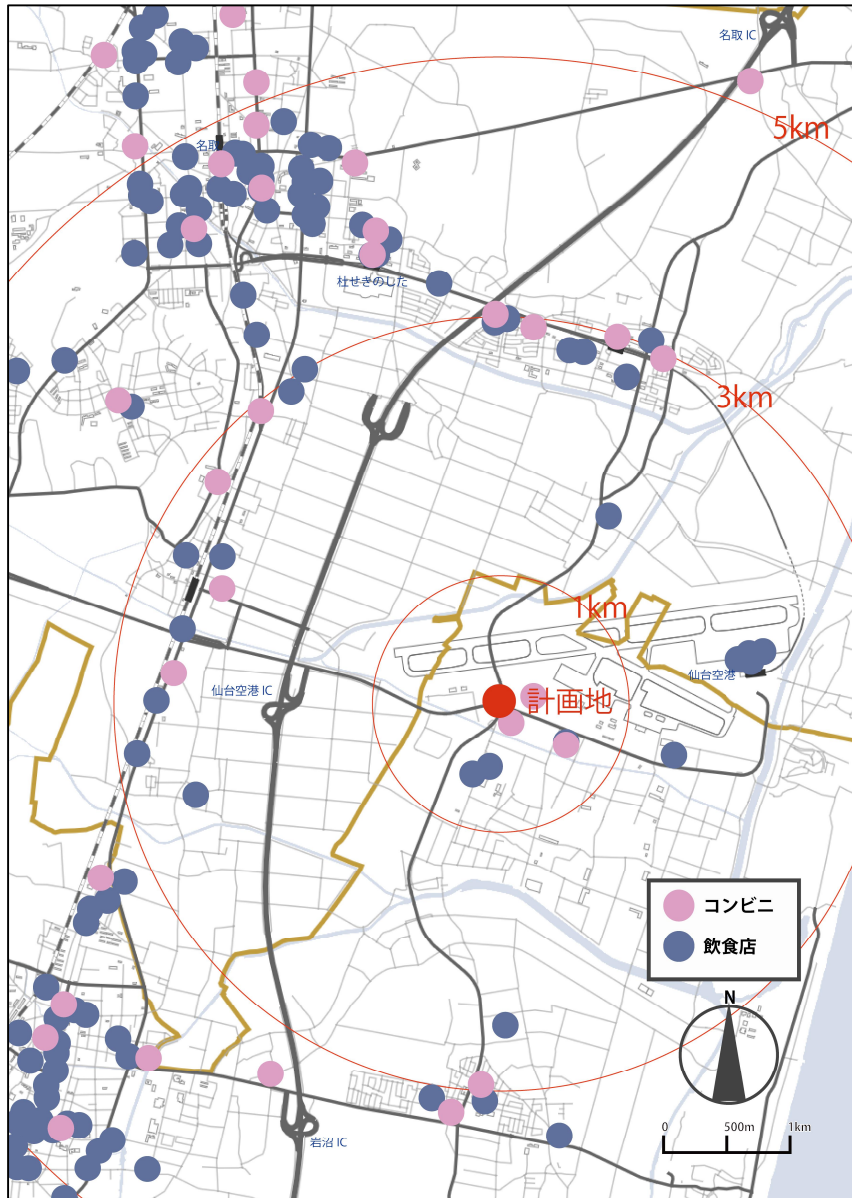 名取 IC
5km
名取
杜せきのした
3km
1km
仙台空港
仙台空港 IC
計画地
コンビニ
飲食店
N
0 500m 1km
岩沼 IC